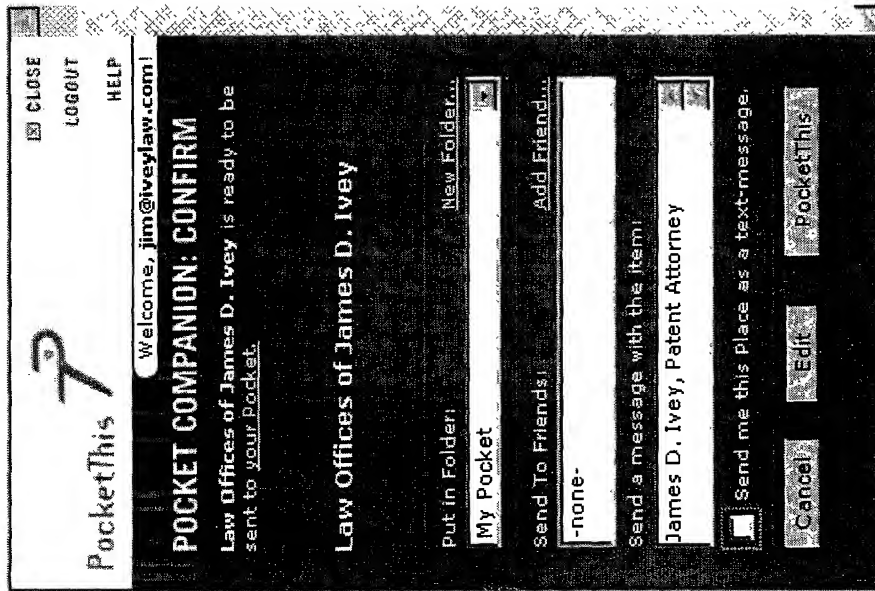 PocketThis
CLOSE
LOGOUT
HELP
Welcome, jim@iveylaw.com!
POCKET COMPANION: CONFIRM
Law Offices of James D. Ivey is ready to be
sent to your Pocket.
Law Offices of James D. Ivey
Put in Folder: New Folder...
My Pocket
Send To Friends: Add Friend...
-none-
Send a message with the item:
James D. Ivey, Patent Attorney
Send me this Place as a text-message.
Cancel Edit PocketThis